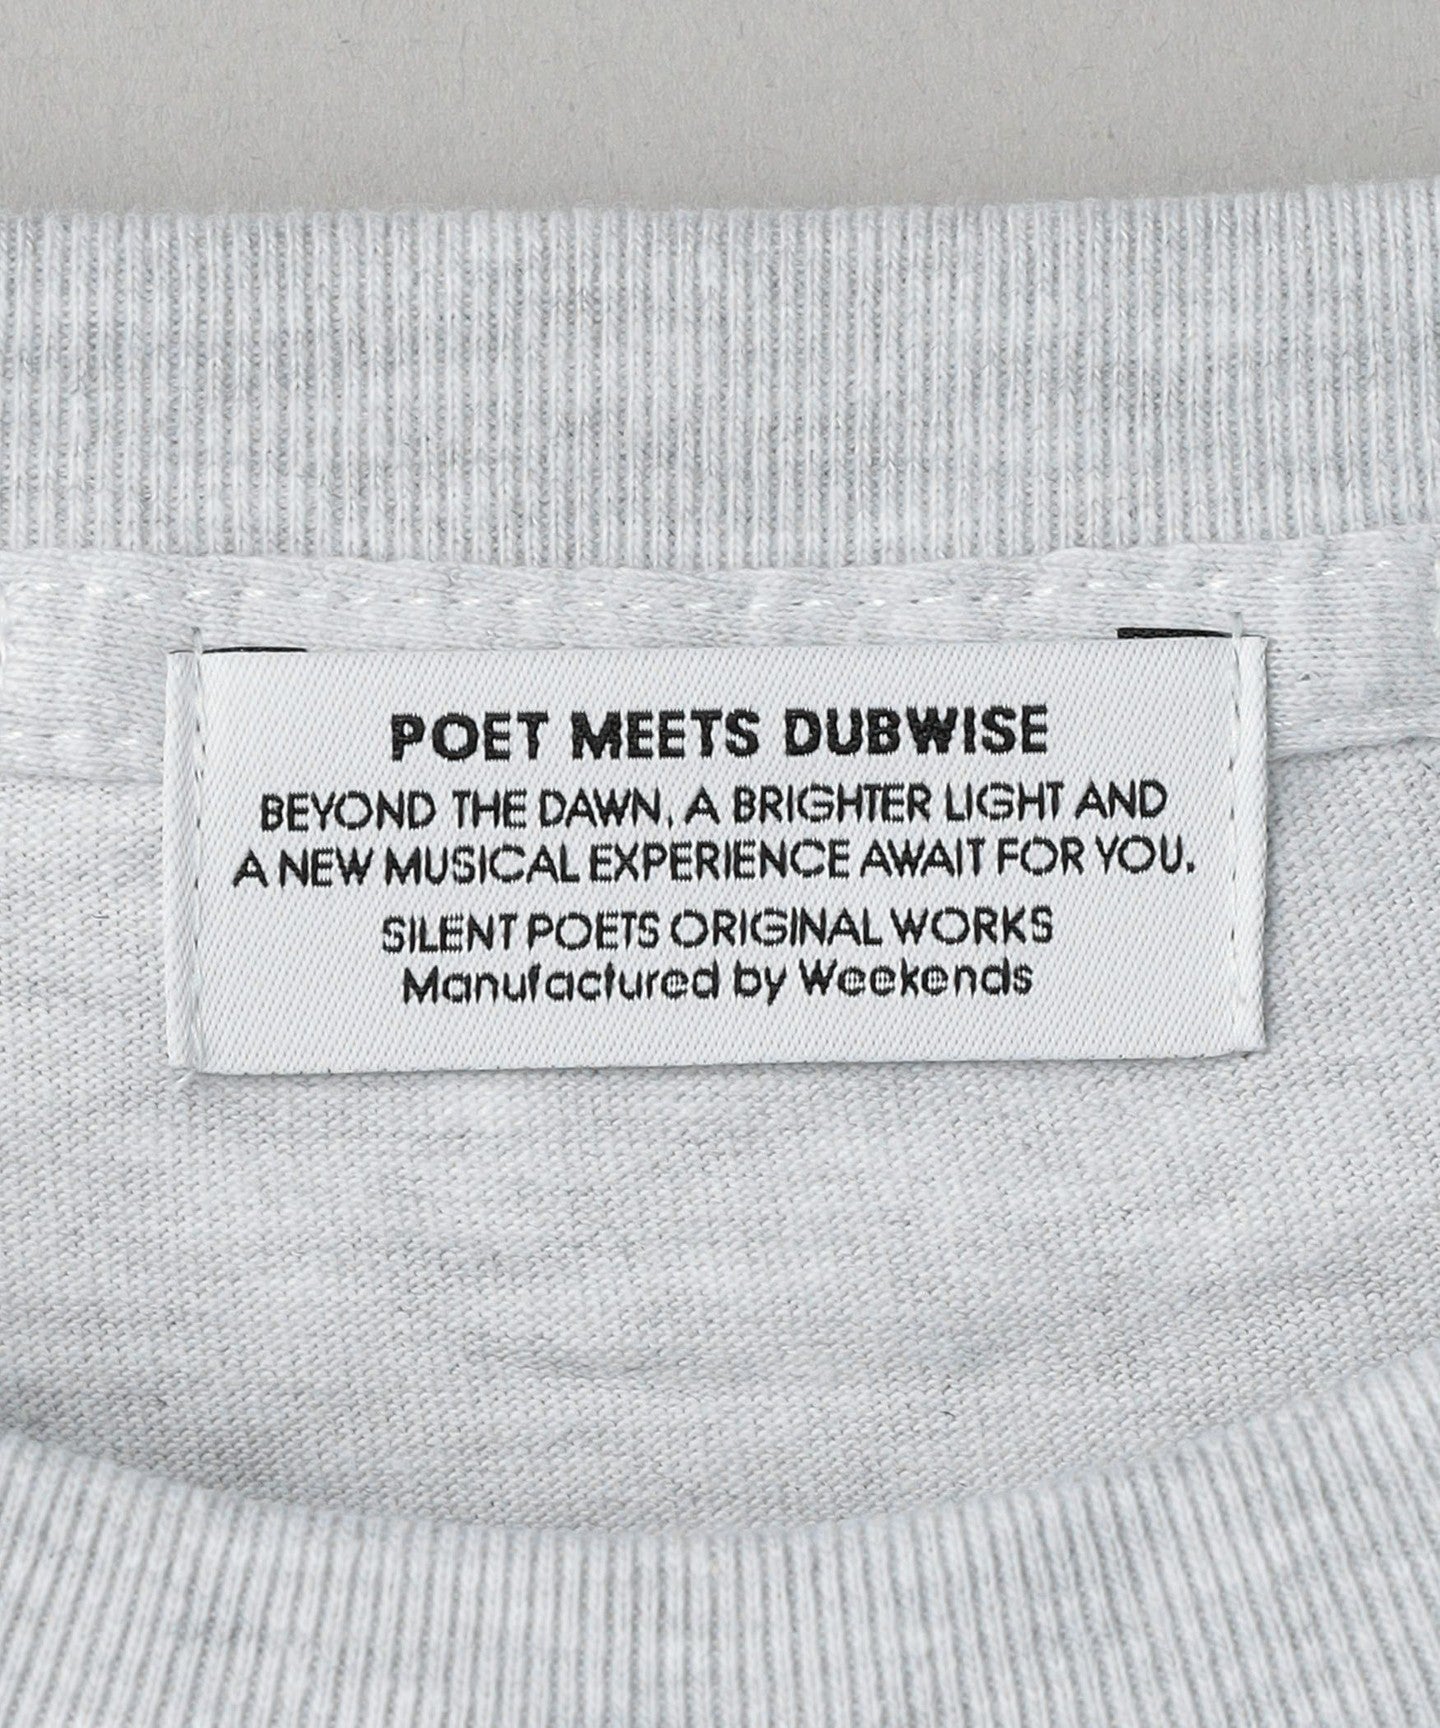 POET MEETS DUBWISE
BEYOND THE DAWN, A BRIGHTER LIGHT AND
A NEW MUSICAL EXPERIENCE AWAIT FOR YOU.
SILENT POETS ORIGINAL WORKS
Manufactured by Weekends